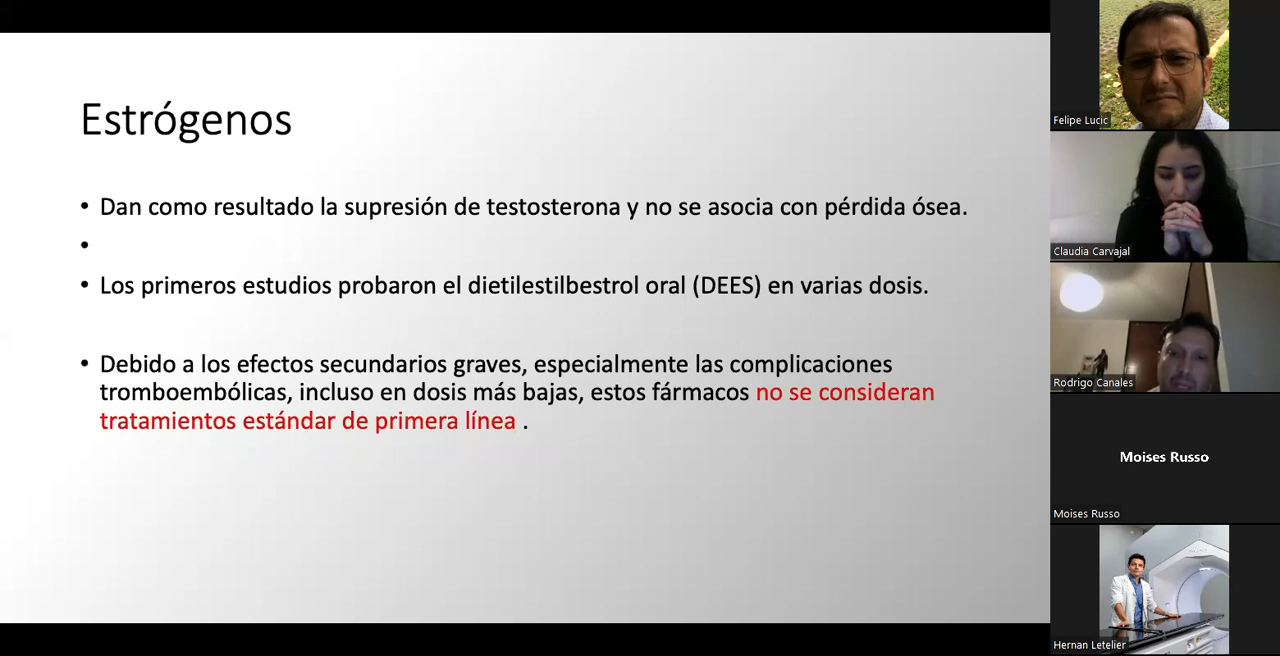 Estrógenos
• Dan como resultado la supresión de testosterona y no se asocia con pérdida ósea.
•
• Los primeros estudios probaron el dietilestilbestrol oral (DEES) en varias dosis.
• Debido a los efectos secundarios graves, especialmente las complicaciones
tromboembólicas, incluso en dosis más bajas, estos fármacos no se consideran
tratamientos estándar de primera línea .
Felipe Lucic
Claudia Carvajal
Rodrigo Canales
Moises Russo
Moises Russo
Hernan Letelier